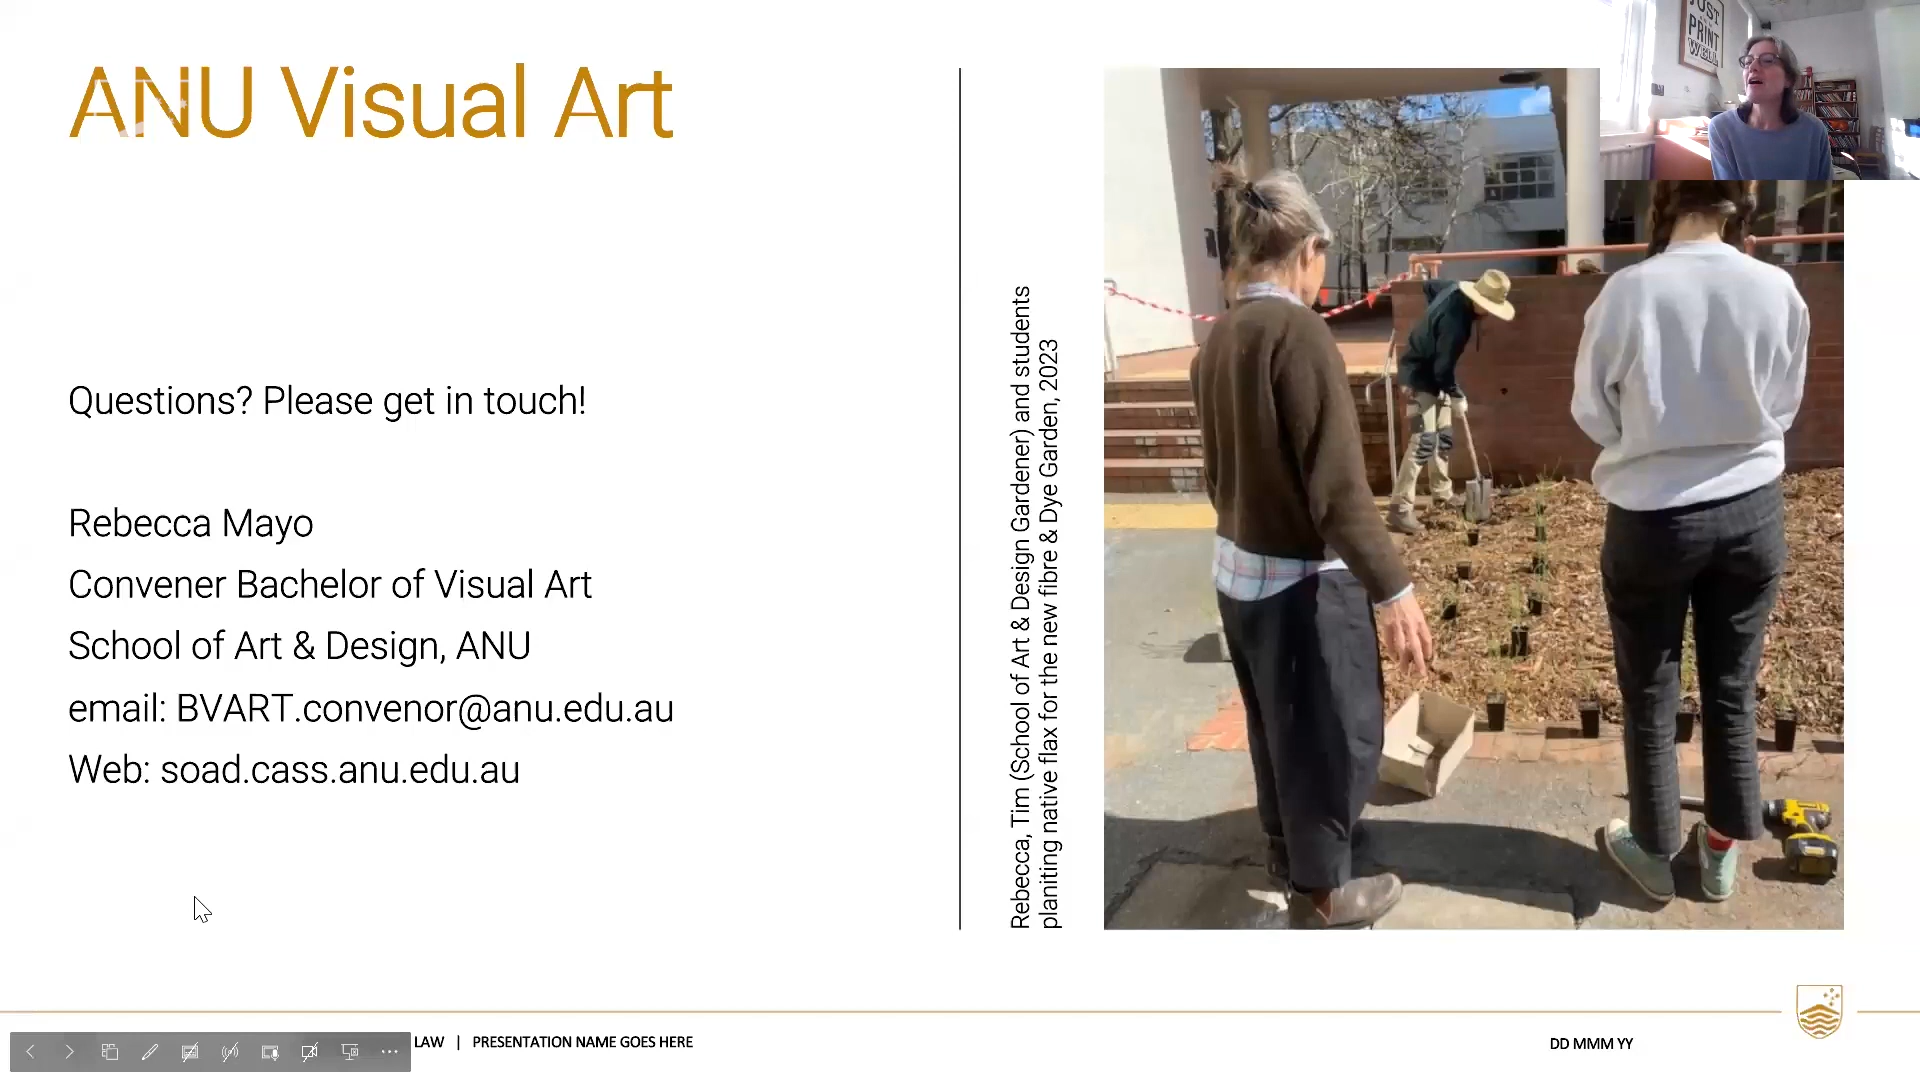 ANU Visual Art
Questions? Please get in touch!
Rebecca Mayo
Convener Bachelor of Visual Art
School of Art & Design, ANU
email: BVART.convenor@anu.edu.au
Web: soad.cass.anu.edu.au
Rebecca, Tim (School of Art & Design Gardener) and students
planiting native flax for the new fibre & Dye Garden, 2023
JUST
PRINT
WELL
LAW | PRESENTATION NAME GOES HERE
DD MMM YY